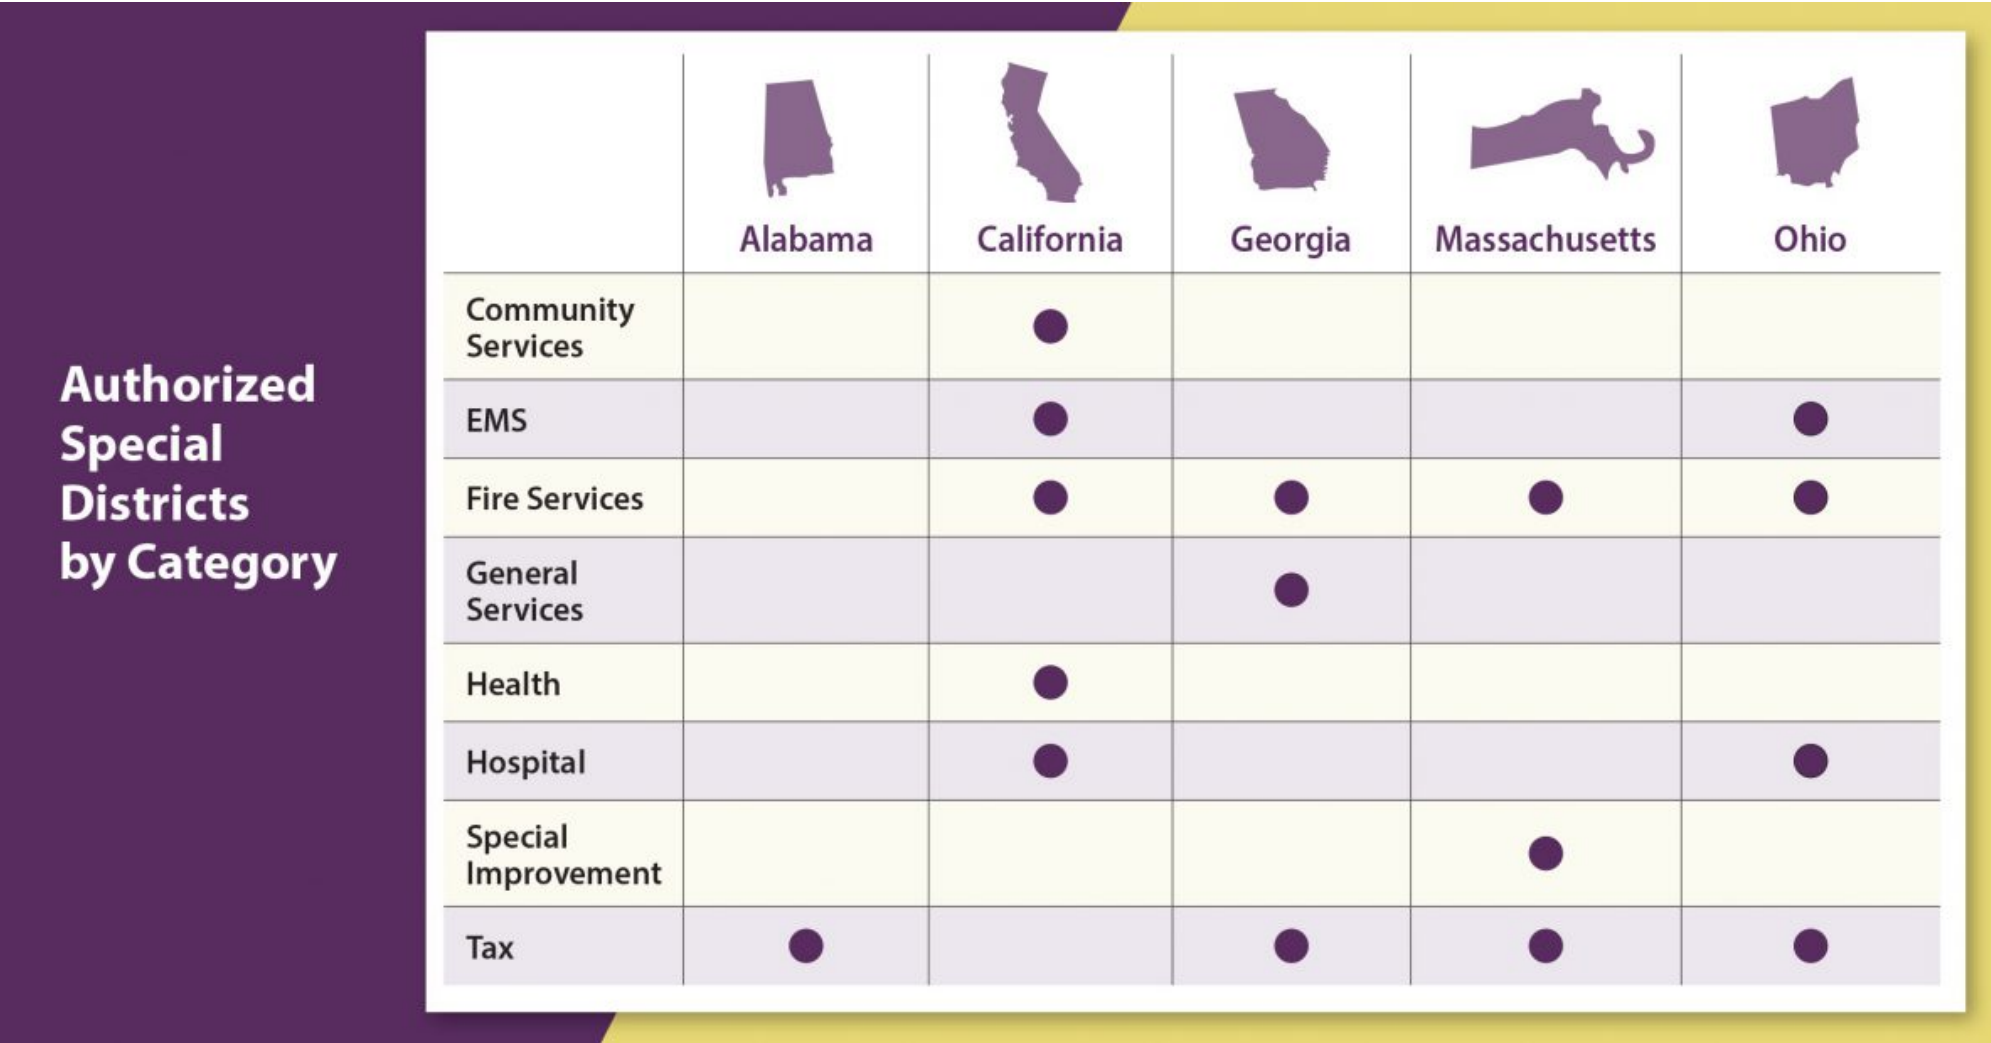 Authorized
Special
Districts
by Category
Alabama
California
Georgia
Massachusetts
Ohio
Community
Services
EMS
Fire Services
General
Services
Health
Hospital
Special
Improvement
Tax